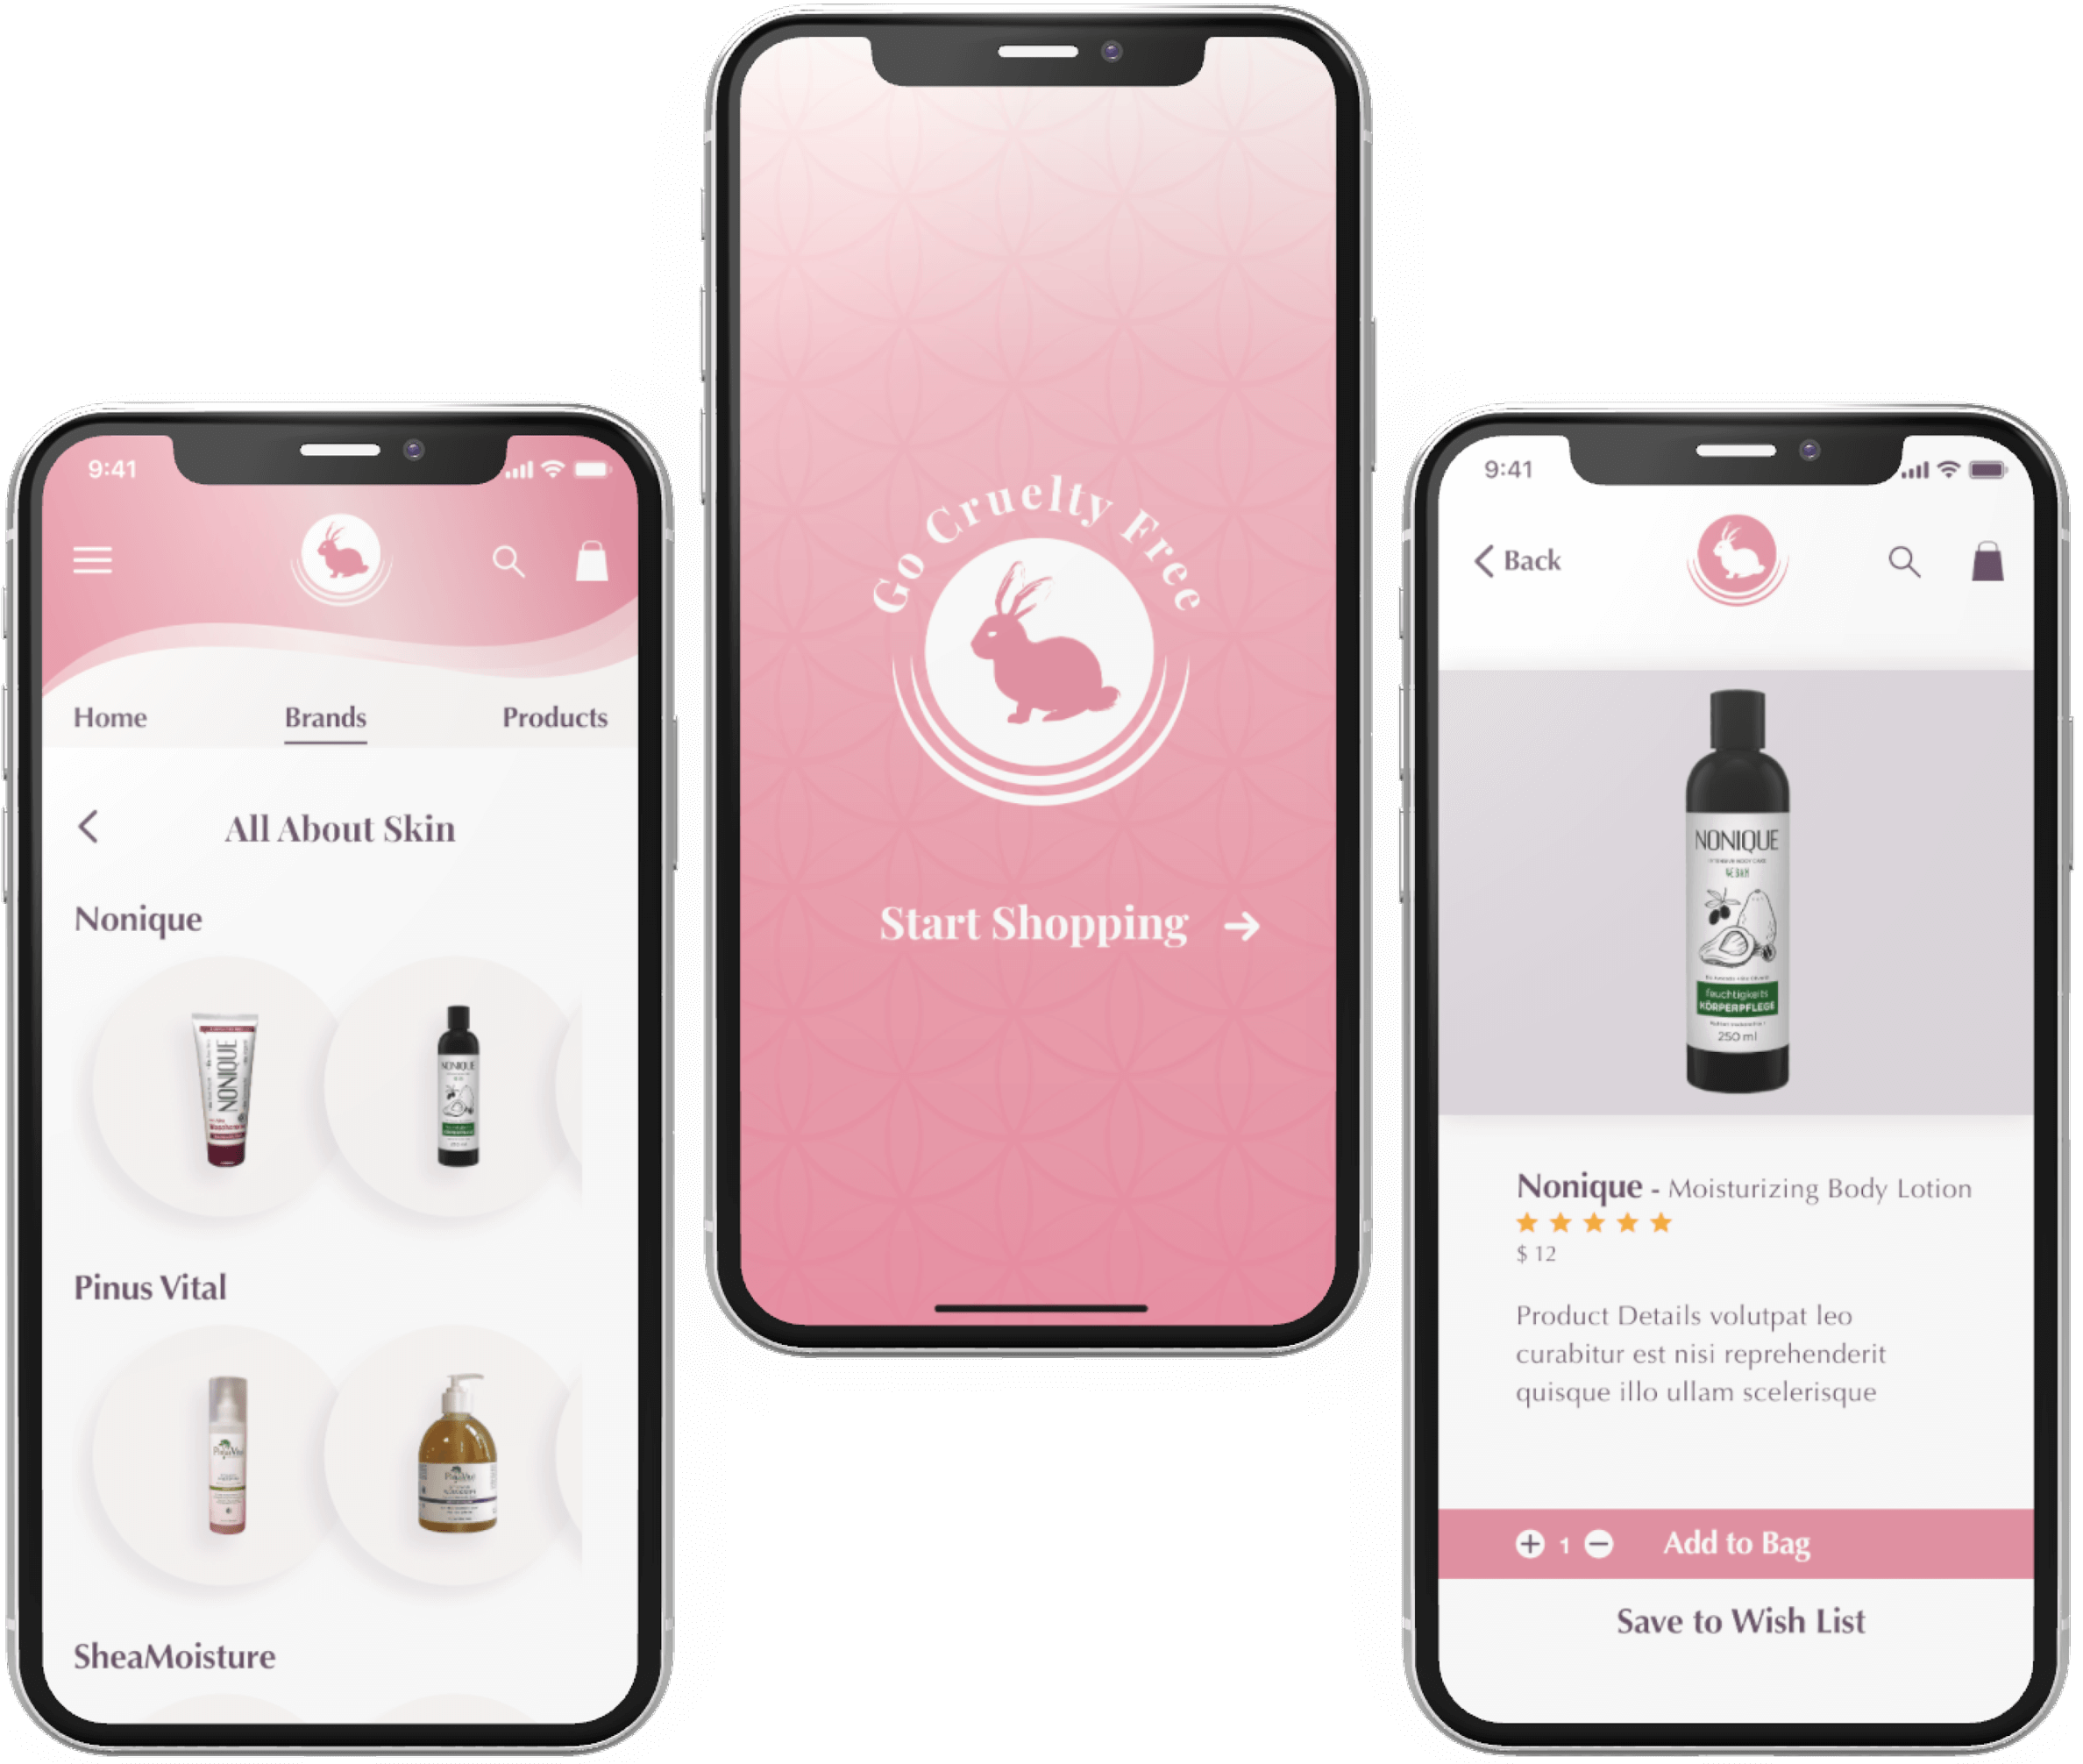 9:41
Home Brands Products
All About Skin
Nonique
NONIQUE
NONIQUE
Pinus Vital
SheaMoisture
Go Cruelty Free
Start Shopping
9:41
Back
NONIQUE
VEGAN
feuchtigkeits
KÖRPERPFLEGE
250 ml
Nonique - Moisturizing Body Lotion
$ 12
Product Details volutpat leo
curabitur est nisi reprehenderit
quisque illo ullam scelerisque
1 Add to Bag
Save to Wish List